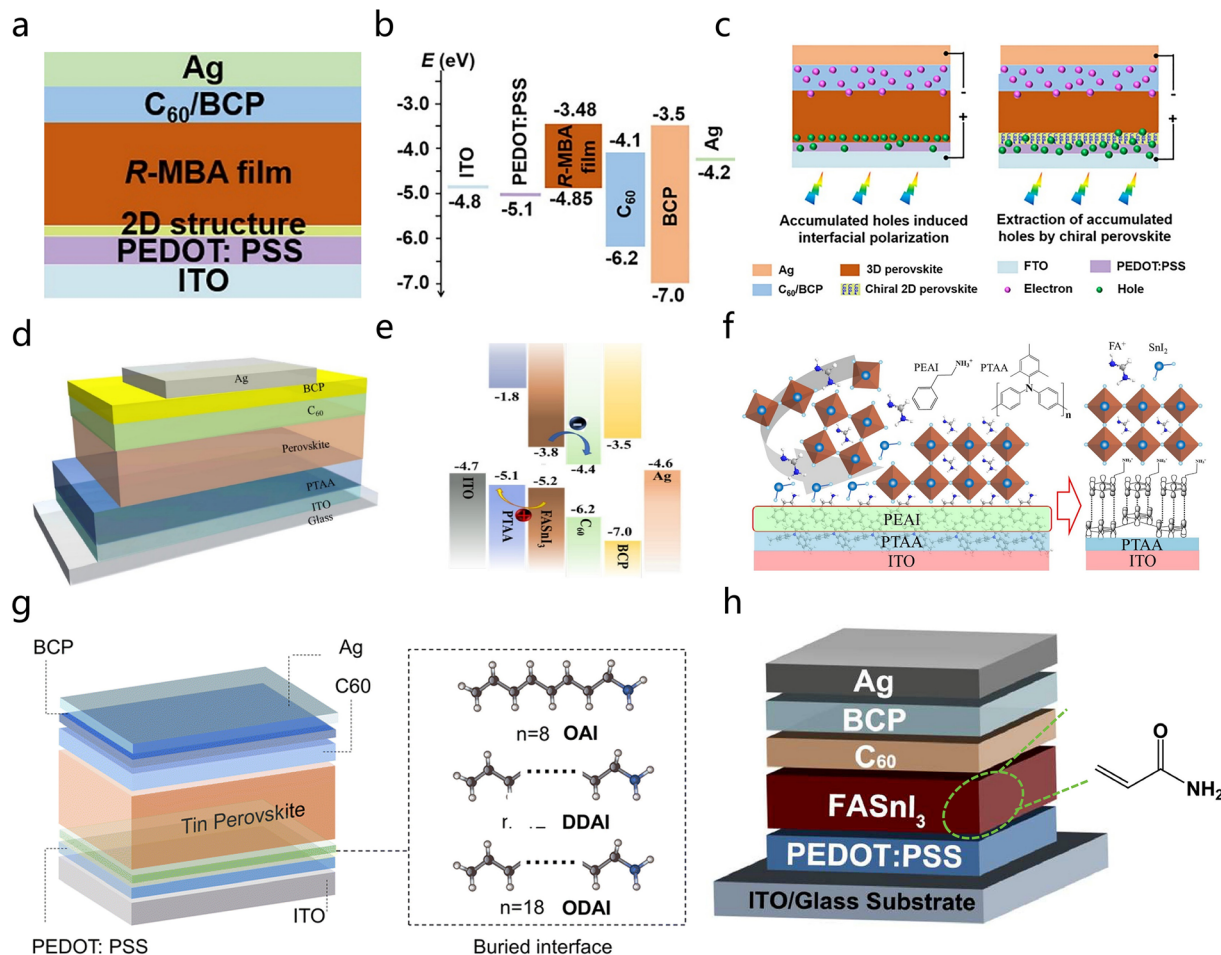 a
Ag
C60/BCP
R-MBA film
2D structure
PEDOT: PSS
ITO
b
E (eV)
-3.0
-4.0
-5.0
-6.0
-7.0
ITO
-4.8
PEDOT:PSS
-5.1
-3.48
R-MBA film
-4.85
-4.1
C60
-6.2
-3.5
BCP
-7.0
Ag
-4.2
c
-
+
-
+
Accumulated holes induced
interfacial polarization
Extraction of accumulated
holes by chiral perovskite
Ag
3D perovskite
FTO
PEDOT:PSS
C60/BCP
Chiral 2D perovskite
Electron
Hole
d
Ag
BCP
C60
Perovskite
PTAA
ITO
Glass
e
-4.7
ITO
-1.8
-5.1
PTAA
-3.8
-5.2
FASnI3
-4.4
-6.2
C60
-3.5
-7.0
BCP
-4.6
Ag
f
PEAI
NH3+
PTAA
N
n
FA+
SnI2
NH3+
NH3+
NH3+
PEAI
PTAA
ITO
PTAA
ITO
g
BCP
Ag
C60
Tin Perovskite
ITO
PEDOT: PSS
n=8 OAI
DDAI
n=18 ODAI
Buried interface
h
Ag
BCP
C60
FASnI3
PEDOT:PSS
ITO/Glass Substrate
O
NH2